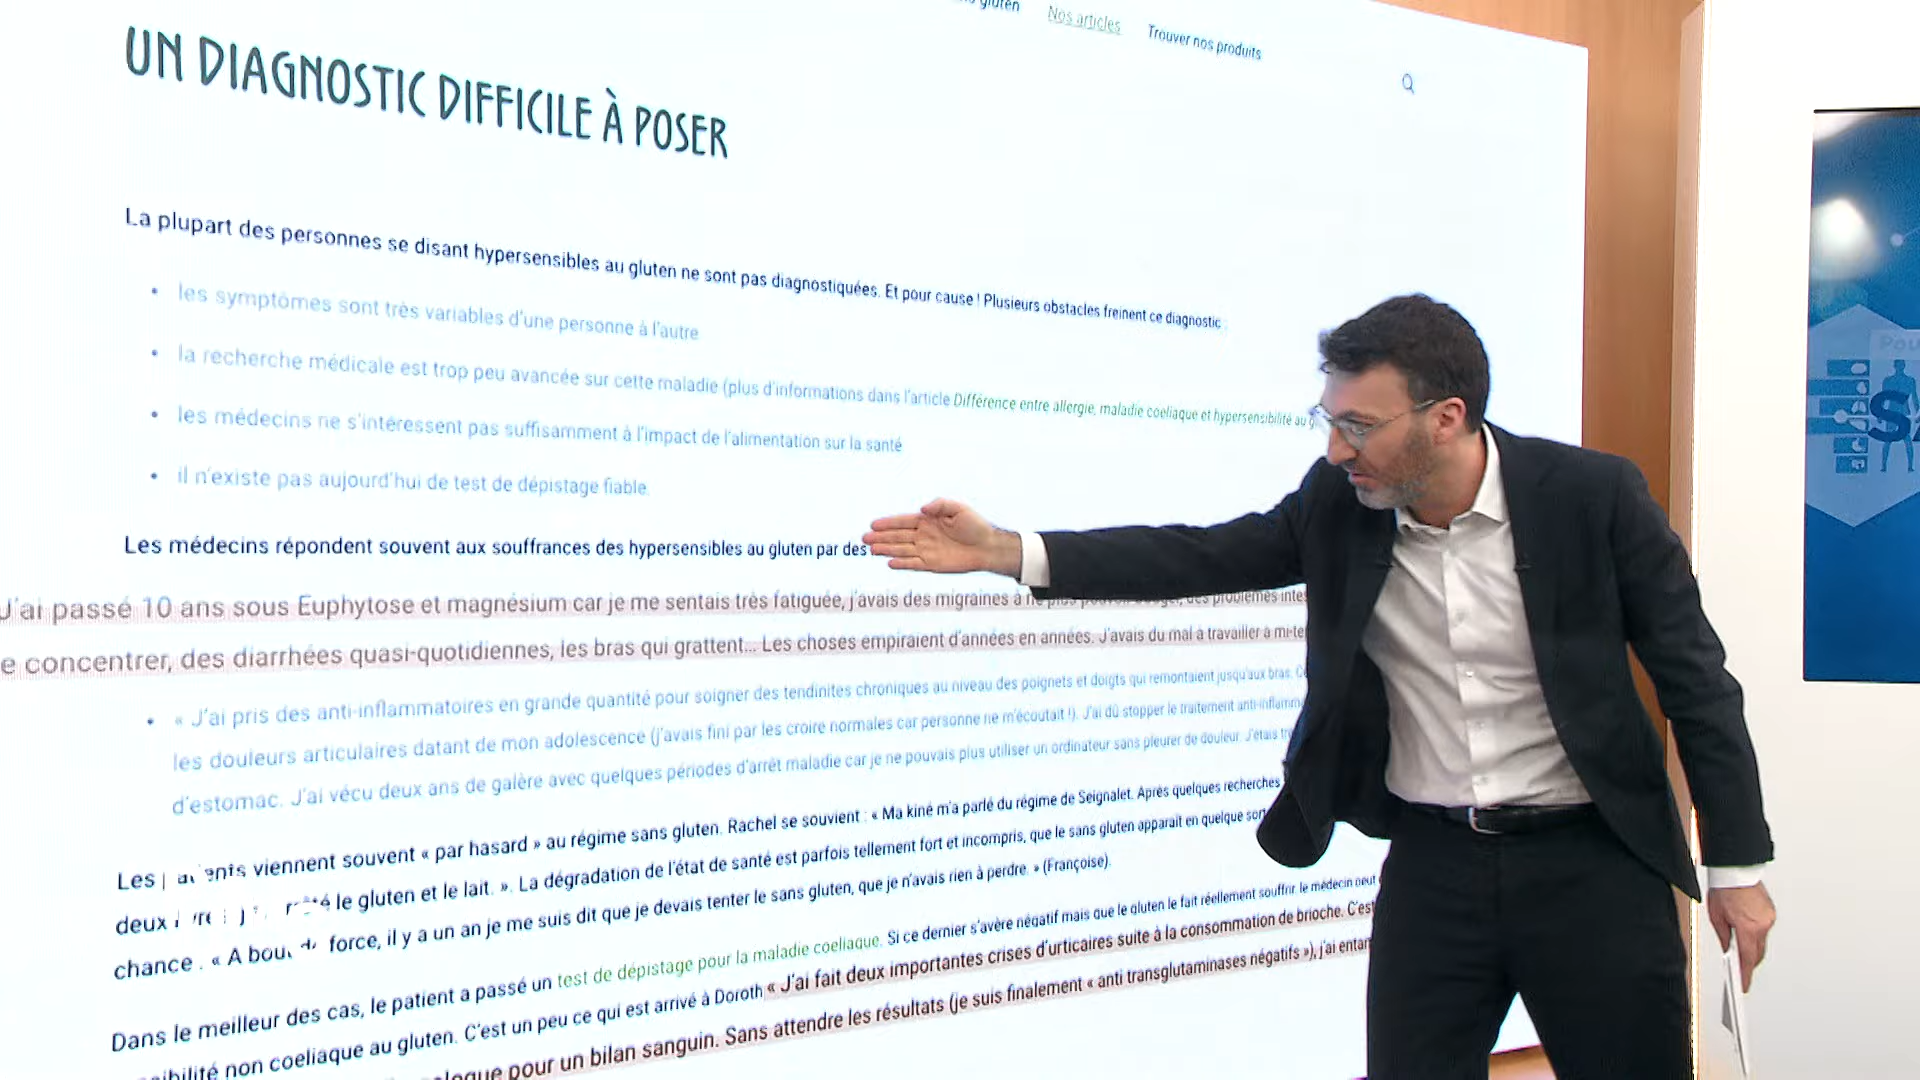 gluten
Nos articles
Trouver nos produits
UN DIAGNOSTIC DIFFICILE À POSER
La plupart des personnes se disant hypersensibles au gluten ne sont pas diagnostiquées. Et pour cause ! Plusieurs obstacles freinent ce diagnostic :
• les symptômes sont très variables d'une personne à l'autre
• la recherche médicale est trop peu avancée sur cette maladie (plus d'informations dans l'article Différence entre allergie, maladie coeliaque et hypersensibilité au
• les médecins ne s'intéressent pas suffisamment à l'impact de l'alimentation sur la santé
• il n'existe pas aujourd'hui de test de dépistage fiable.
Les médecins répondent souvent aux souffrances des hypersensibles au gluten par des
J'ai passé 10 ans sous Euphytose et magnésium car je me sentais très fatiguée, j'avais des migraines à ne plus pouvoir bouger, des problèmes
e concentrer, des diarrhées quasi-quotidiennes, les bras qui grattent... Les choses empiraient d'années en années. J'avais du mal à travailler à
• « J'ai pris des anti-inflammatoires en grande quantité pour soigner des tendinites chroniques au niveau des poignets et doigts qui remontaient jusqu'aux bras.
les douleurs articulaires datant de mon adolescence (j'avais fini par les croire normales car personne ne m'écoutait !). J'ai dû stopper le traitement
d'estomac. J'ai vécu deux ans de galère avec quelques périodes d'arrêt maladie car je ne pouvais plus utiliser un ordinateur sans pleurer de douleur. J'étais
Les viennent souvent « par hasard » au régime sans gluten. Rachel se souvient : « Ma kiné m'a parlé du régime de Seignalet. Après quelques recherches
deux le gluten et le lait. ». La dégradation de l'état de santé est parfois tellement fort et incompris, que le sans gluten apparaît en quelque
chance . « A bout de force, il y a un an je me suis dit que je devais tenter le sans gluten, que je n'avais rien à perdre. » (Françoise).
Dans le meilleur des cas, le patient a passé un test de dépistage pour la maladie coeliaque. Si ce dernier s'avère négatif mais que le gluten le fait réellement souffrir, le médecin peut
sibilité non coeliaque au gluten. C'est un peu ce qui est arrivé à Doroth « J'ai fait deux importantes crises d'urticaires suite à la consommation de brioche. C'est
pour un bilan sanguin. Sans attendre les résultats (je suis finalement « anti transglutaminases négatifs »), j'ai
Pou